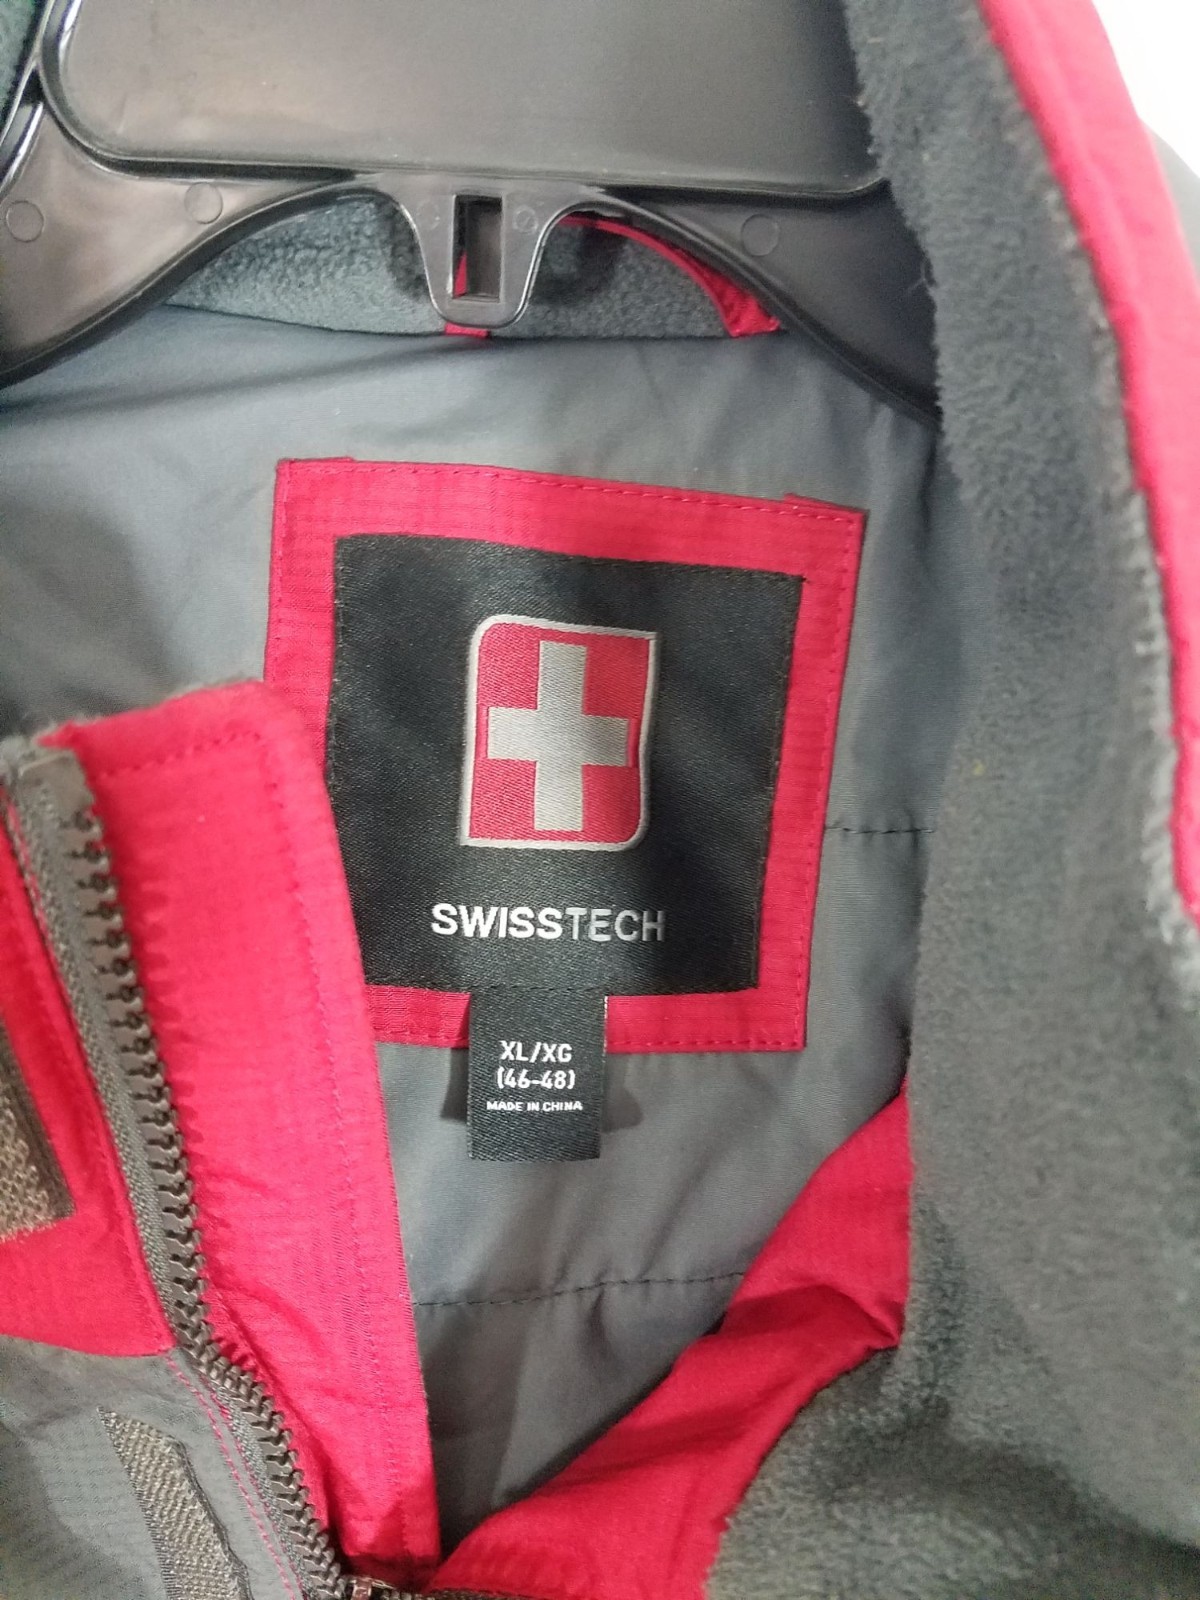 SWISSTECH
XL/XG
(46-48)
MADE IN CHINA